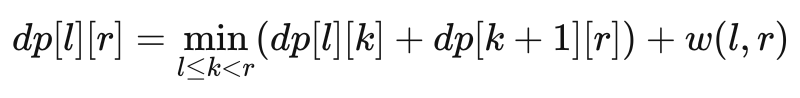 dp[l][r] = min_{l≤k<r}(dp[l][k] + dp[k + 1][r]) + w(l, r)